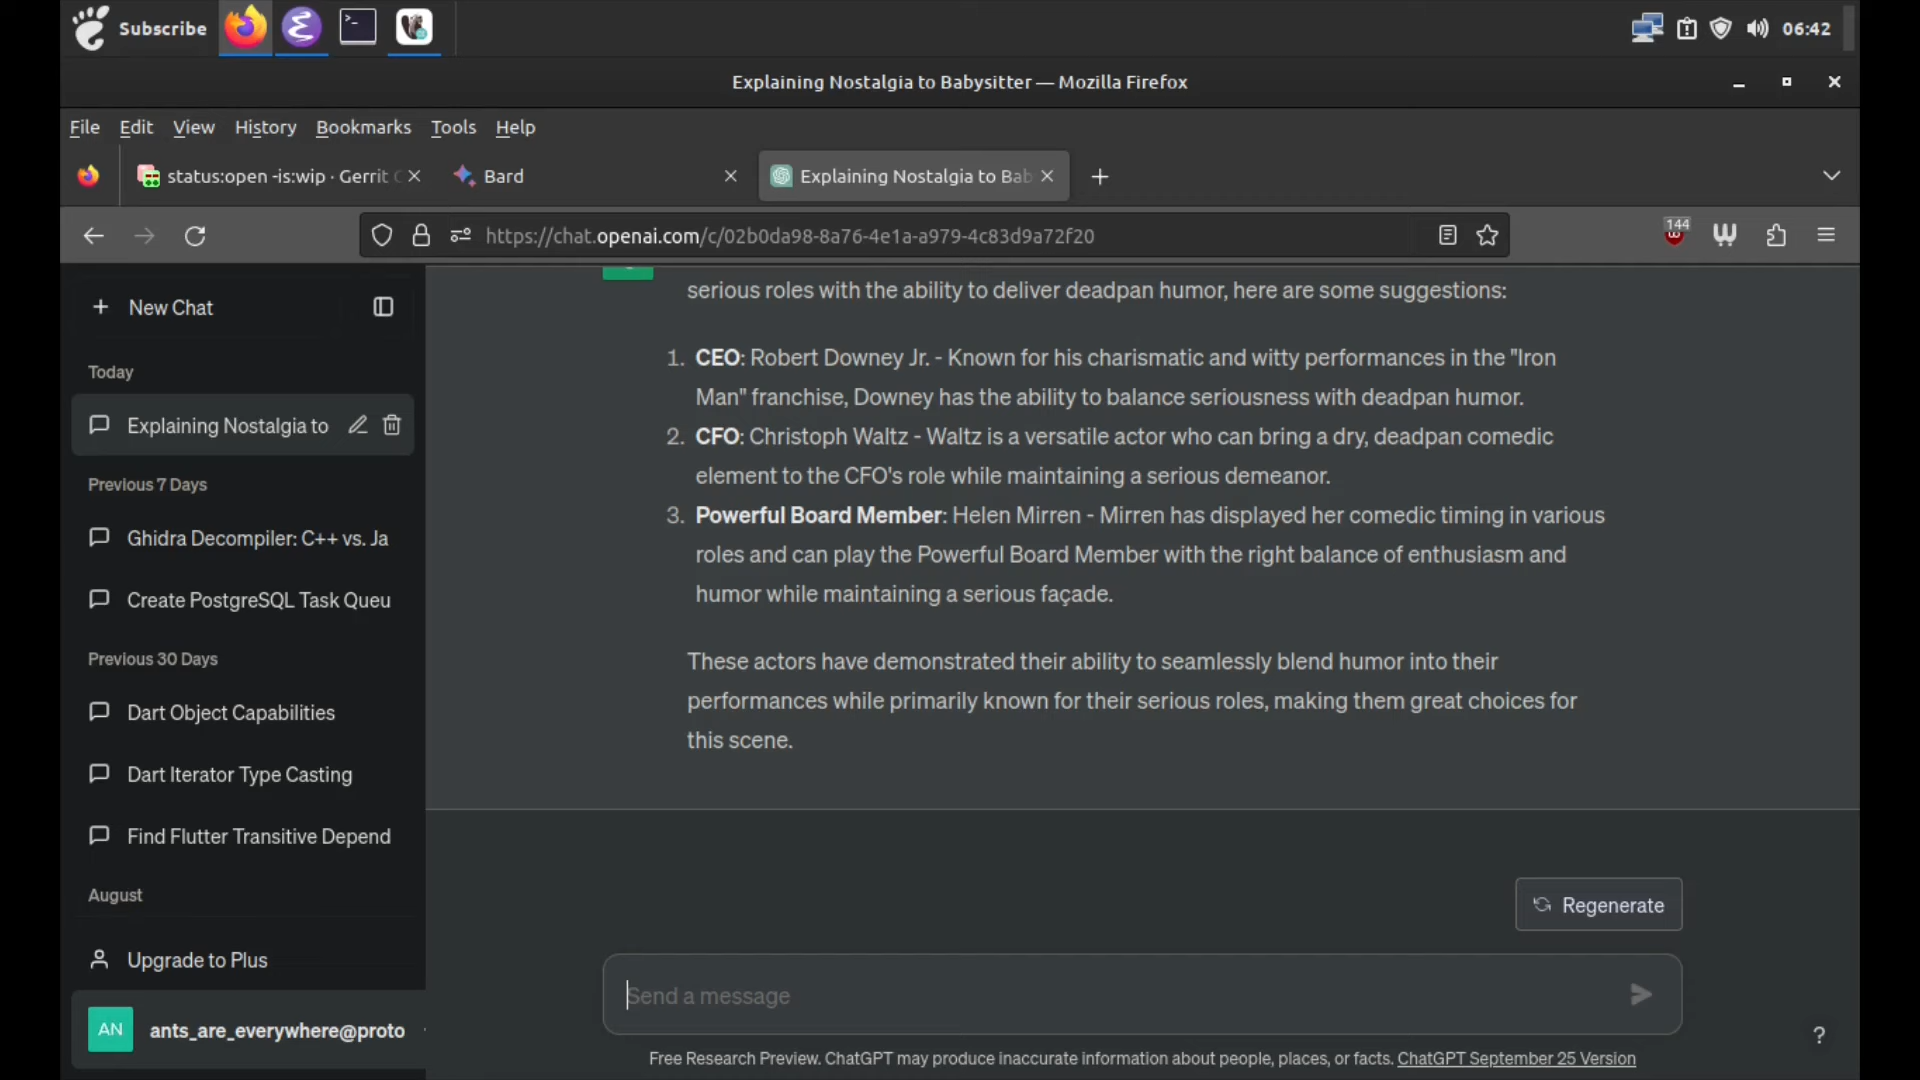 Subscribe
06:42
Explaining Nostalgia to Babysitter — Mozilla Firefox
File Edit View History Bookmarks Tools Help
status:open -is:wip · Gerrit C
Bard
Explaining Nostalgia to Bab
https://chat.openai.com/c/02b0da98-8a76-4e1a-a979-4c83d9a72f20
144
New Chat
Today
Explaining Nostalgia to
Previous 7 Days
Ghidra Decompiler: C++ vs. Ja
Create PostgreSQL Task Queu
Previous 30 Days
Dart Object Capabilities
Dart Iterator Type Casting
Find Flutter Transitive Depend
August
Upgrade to Plus
AN
ants_are_everywhere@proto
serious roles with the ability to deliver deadpan humor, here are some suggestions:
1. CEO: Robert Downey Jr. - Known for his charismatic and witty performances in the "Iron
Man" franchise, Downey has the ability to balance seriousness with deadpan humor.
2. CFO: Christoph Waltz - Waltz is a versatile actor who can bring a dry, deadpan comedic
element to the CFO's role while maintaining a serious demeanor.
3. Powerful Board Member: Helen Mirren - Mirren has displayed her comedic timing in various
roles and can play the Powerful Board Member with the right balance of enthusiasm and
humor while maintaining a serious façade.
These actors have demonstrated their ability to seamlessly blend humor into their
performances while primarily known for their serious roles, making them great choices for
this scene.
Regenerate
Send a message
?
Free Research Preview. ChatGPT may produce inaccurate information about people, places, or facts. ChatGPT September 25 Version